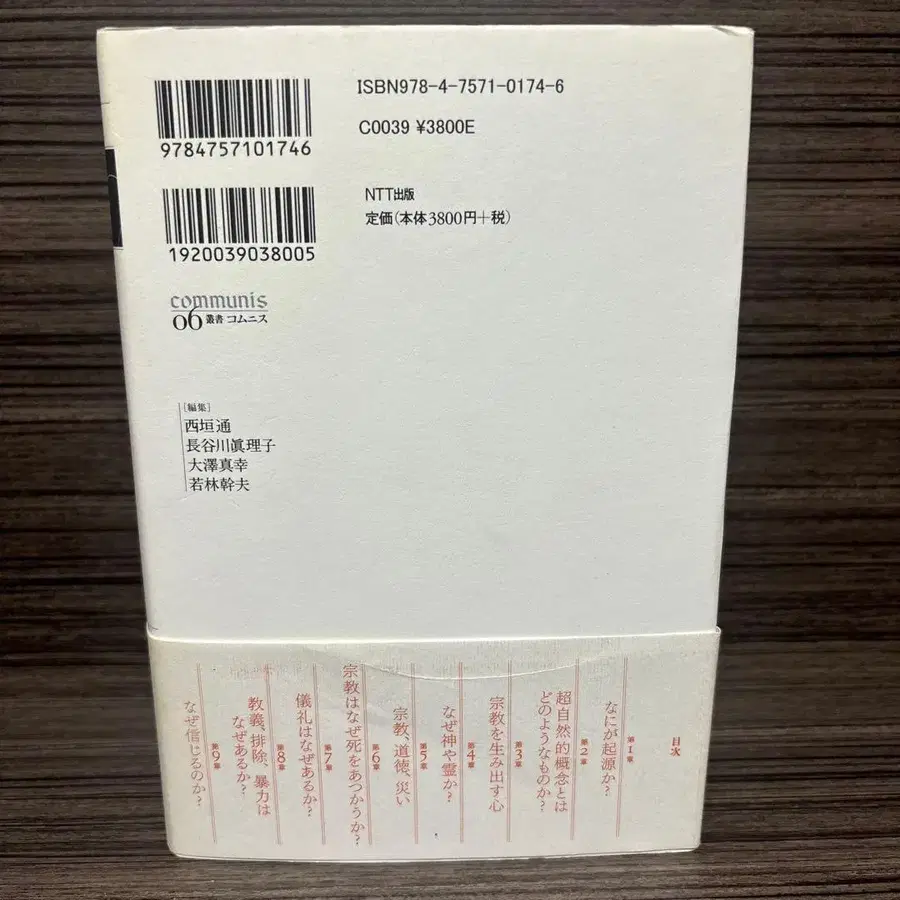 ISBN978-4-7571-0174-6
C0039 ¥3800E
9784757101746
NTT出版
定価(本体3800円+税)
1920039038005
communis
06 叢書 コムニス
[編集]
西垣通
長谷川眞理子
大澤真幸
若林幹夫
目次
第1章
なにが起源か?
第2章
超自然的概念とは
どのようなものか?
第3章
宗教を生み出す心
第4章
なぜ神や霊か?
第5章
宗教、道徳、災い
第6章
宗教はなぜ死をあつかうか?
第7章
儀礼はなぜあるか?
第8章
教義、排除、暴力は
なぜあるか?
第9章
なぜ信じるのか?